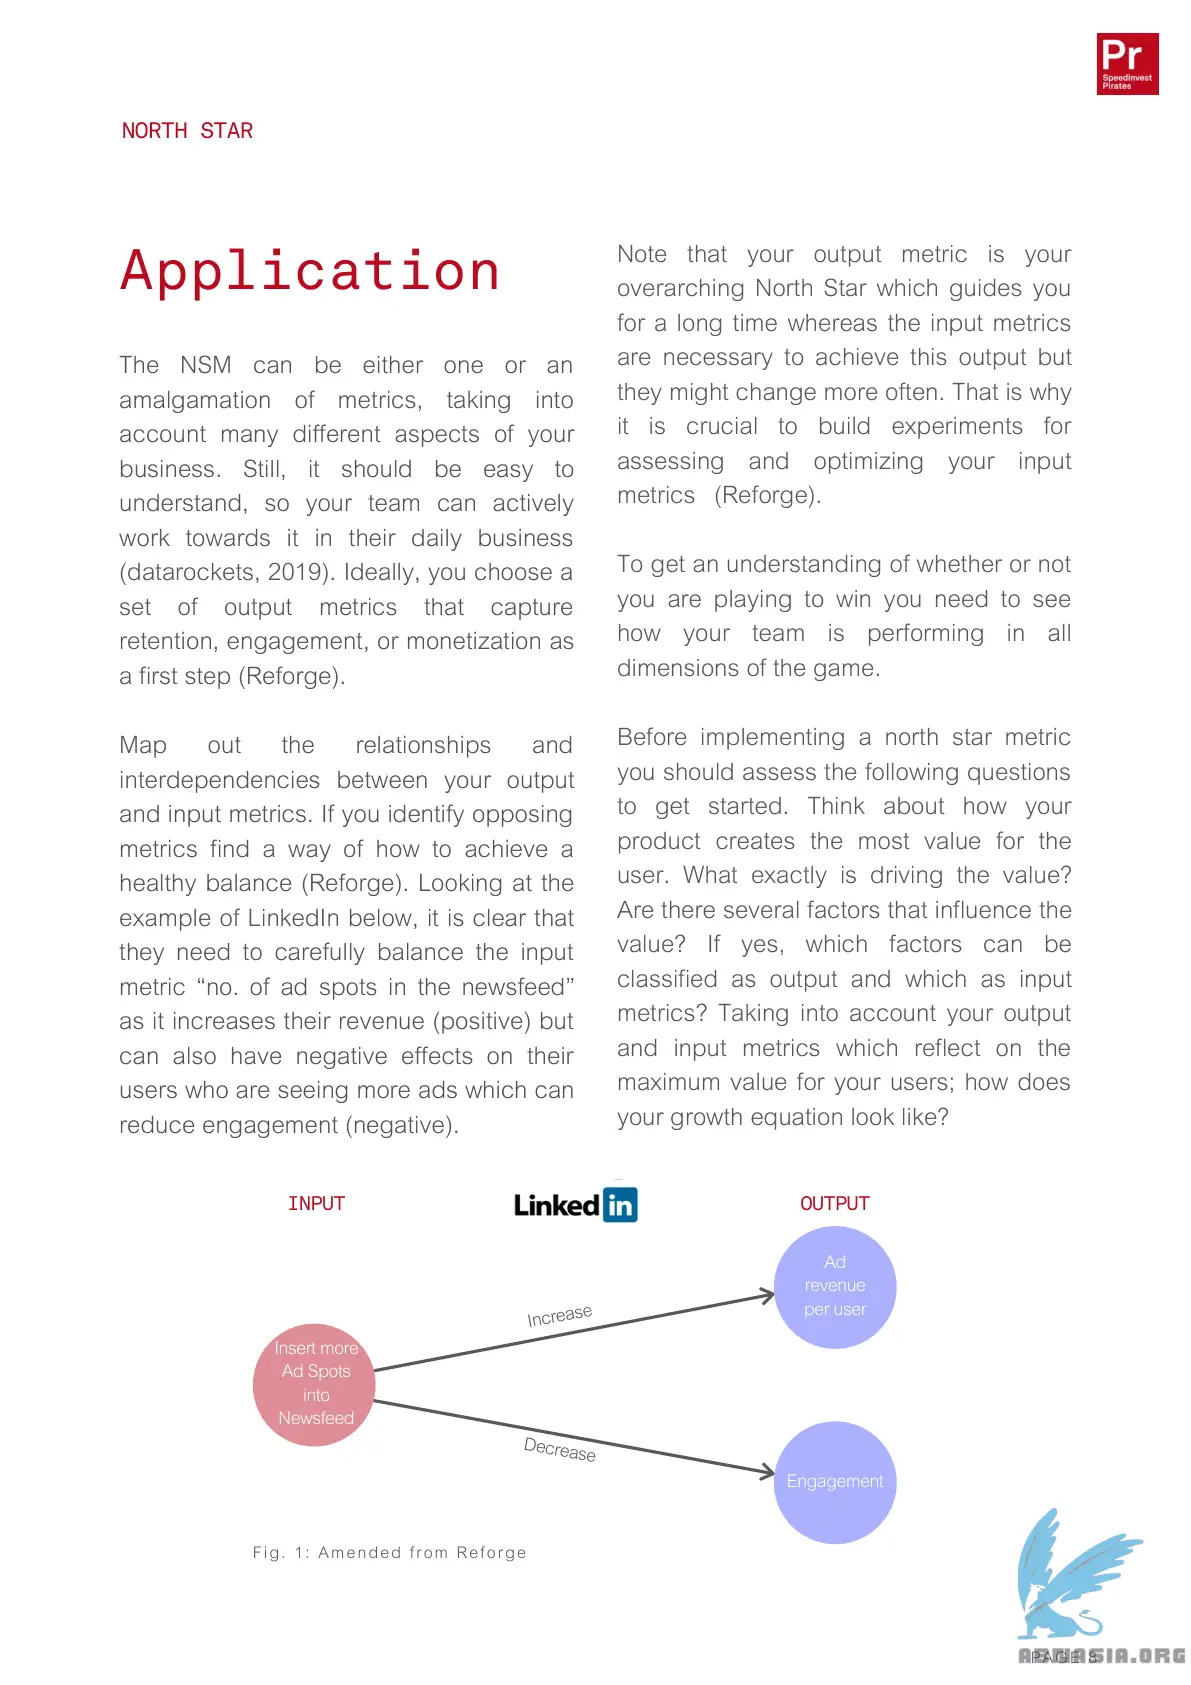 Pr
Speedinvest
Pirates
NORTH STAR
Application
The NSM can be either one or an
amalgamation of metrics, taking into
account many different aspects of your
business. Still, it should be easy to
understand, so your team can actively
work towards it in their daily business
(datarockets, 2019). Ideally, you choose a
set of output metrics that capture
retention, engagement, or monetization as
a first step (Reforge).
Map out the relationships and
interdependencies between your output
and input metrics. If you identify opposing
metrics find a way of how to achieve a
healthy balance (Reforge). Looking at the
example of LinkedIn below, it is clear that
they need to carefully balance the input
metric “no. of ad spots in the newsfeed”
as it increases their revenue (positive) but
can also have negative effects on their
users who are seeing more ads which can
reduce engagement (negative).
Note that your output metric is your
overarching North Star which guides you
for a long time whereas the input metrics
are necessary to achieve this output but
they might change more often. That is why
it is crucial to build experiments for
assessing and optimizing your input
metrics (Reforge).
To get an understanding of whether or not
you are playing to win you need to see
how your team is performing in all
dimensions of the game.
Before implementing a north star metric
you should assess the following questions
to get started. Think about how your
product creates the most value for the
user. What exactly is driving the value?
Are there several factors that influence the
value? If yes, which factors can be
classified as output and which as input
metrics? Taking into account your output
and input metrics which reflect on the
maximum value for your users; how does
your growth equation look like?
INPUT
Linked in
OUTPUT
Ad
revenue
per user
Increase
Insert more
Ad Spots
into
Newsfeed
Decrease
Engagement
Fig. 1: Amended from Reforge
PAGE 8